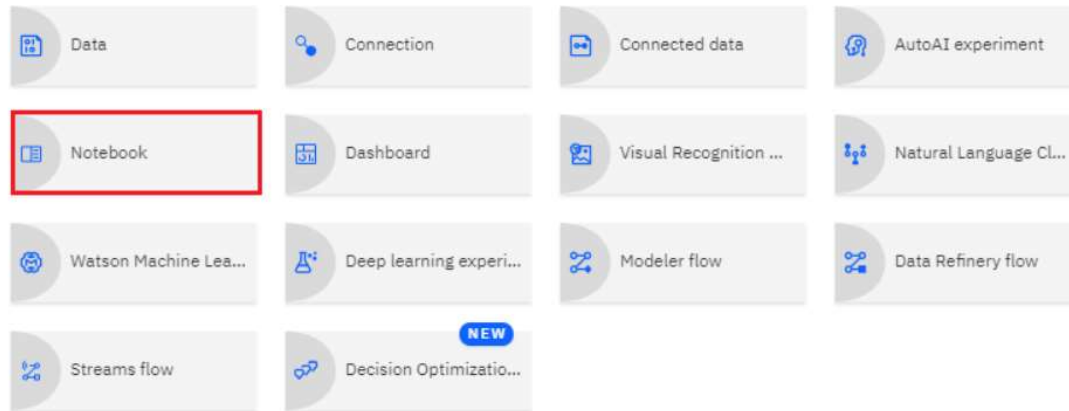 Data
Connection
Connected data
AutoAI experiment
Notebook
Dashboard
Visual Recognition ...
Natural Language Cl...
Watson Machine Lea...
Deep learning experi...
Modeler flow
Data Refinery flow
NEW
Streams flow
Decision Optimizatio...